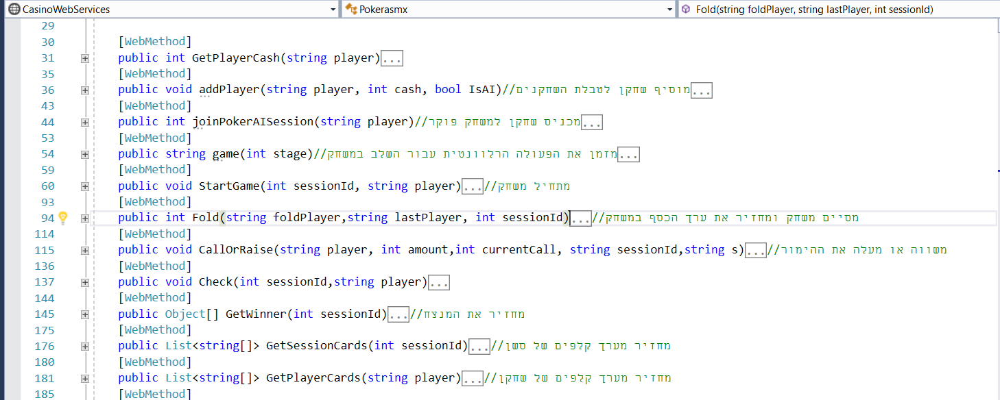 CasinoWebServices Pokerasmx Fold(string foldPlayer, string lastPlayer, int sessionId)
29
30 [WebMethod]
31 public int GetPlayerCash(string player)...
35 [WebMethod]
36 public void addPlayer(string player, int cash, bool IsAI)//מוסיף שחקן לטבלת השחקנים...
43 [WebMethod]
44 public int joinPokerAISession(string player)//מכניס שחקן למשחק פוקר...
53 [WebMethod]
54 public string game(int stage)//מזמן את הפעולה הרלוונטית עבור השלב במשחק...
59 [WebMethod]
60 public void StartGame(int sessionId, string player)...//מתחיל משחק
93 [WebMethod]
94 public int Fold(string foldPlayer,string lastPlayer, int sessionId)...//מסיים משחק ומחזיר את ערך הכסף במשחק
114 [WebMethod]
115 public void CallOrRaise(string player, int amount,int currentCall, string sessionId,string s)...//משווה או מעלה את ההימור
136 [WebMethod]
137 public void Check(int sessionId,string player)...
144 [WebMethod]
145 public Object[] GetWinner(int sessionId)...//מחזיר את המנצח
175 [WebMethod]
176 public List<string[]> GetSessionCards(int sessionId)...//מחזיר מערך קלפים של סשן
180 [WebMethod]
181 public List<string[]> GetPlayerCards(string player)...//מחזיר מערך קלפים של שחקן
185 [WebMethod]